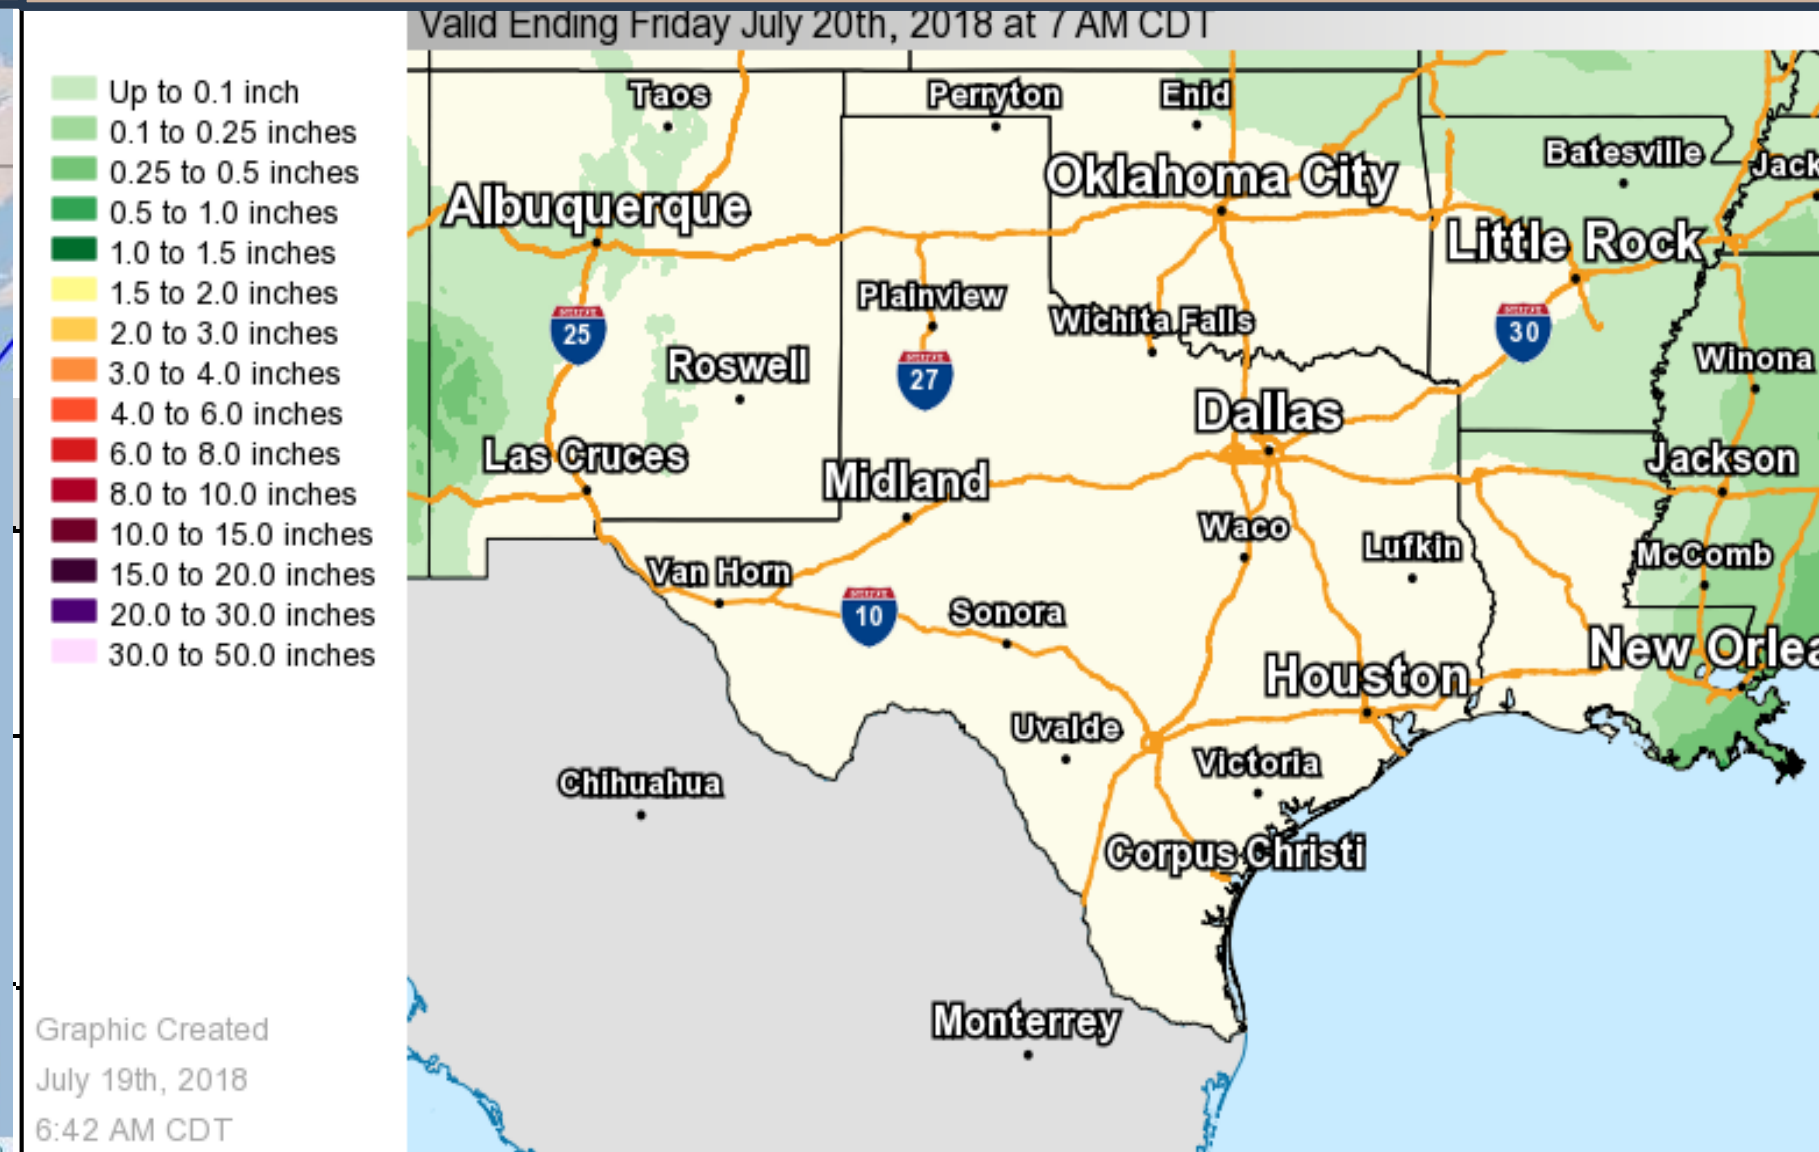 Valid Ending Friday July 20th, 2018 at 7 AM CDT
Up to 0.1 inch
0.1 to 0.25 inches
0.25 to 0.5 inches
0.5 to 1.0 inches
1.0 to 1.5 inches
1.5 to 2.0 inches
2.0 to 3.0 inches
3.0 to 4.0 inches
4.0 to 6.0 inches
6.0 to 8.0 inches
8.0 to 10.0 inches
10.0 to 15.0 inches
15.0 to 20.0 inches
20.0 to 30.0 inches
30.0 to 50.0 inches
Graphic Created
July 19th, 2018
6:42 AM CDT
Taos
Perryton
Enid
Batesville
Jack
Oklahoma City
Albuquerque
Little Rock
Plainview
Wichita Falls
25
30
Winona
Roswell
27
Dallas
Las Cruces
Midland
Jackson
Waco
Lufkin
McComb
Van Horn
10
Sonora
New Orlea
Houston
Uvalde
Victoria
Chihuahua
Corpus Christi
Monterrey